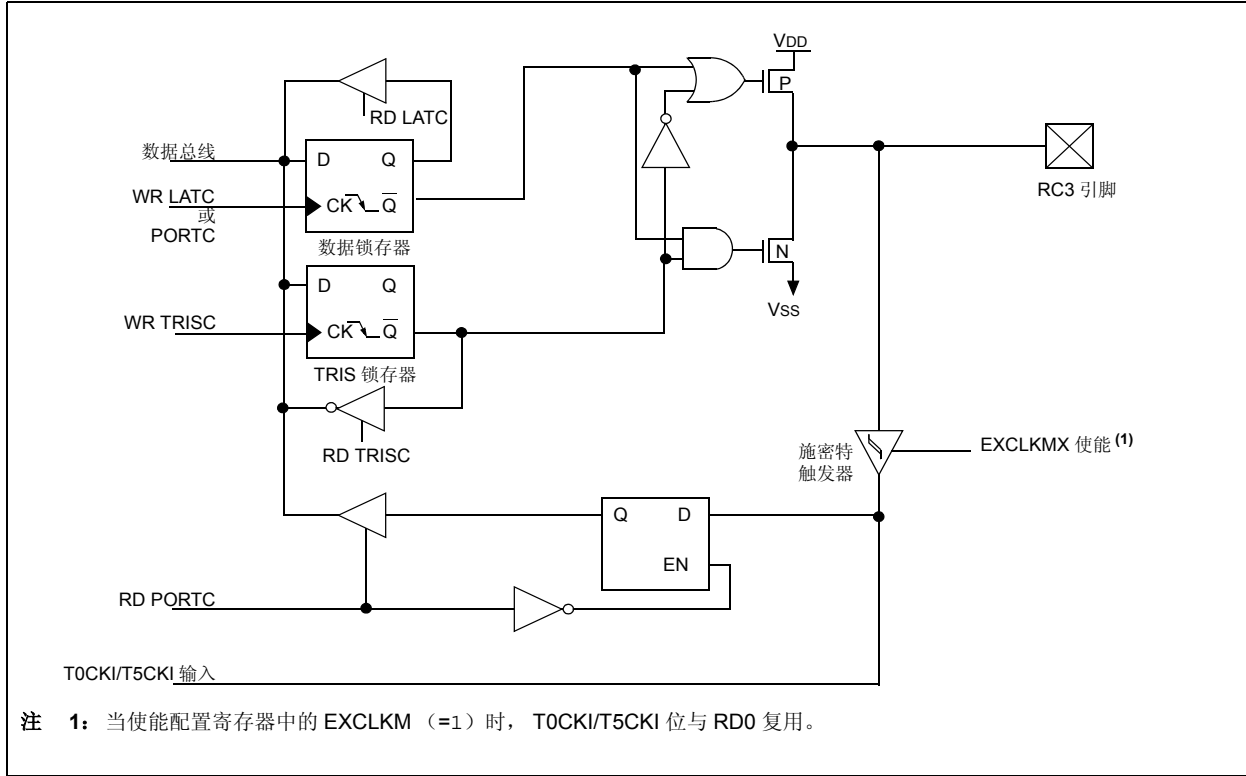 VDD
P
RD LATC
数据总线
D Q
RC3 引脚
WR LATC
或
PORTC
CK Q
数据锁存器
N
D Q
VSS
WR TRISC
CK Q
TRIS 锁存器
RD TRISC
施密特
触发器
EXCLKMX 使能 (1)
Q D
EN
RD PORTC
T0CKI/T5CKI 输入
注 1: 当使能配置寄存器中的 EXCLKM （=1）时， T0CKI/T5CKI 位与 RD0 复用。